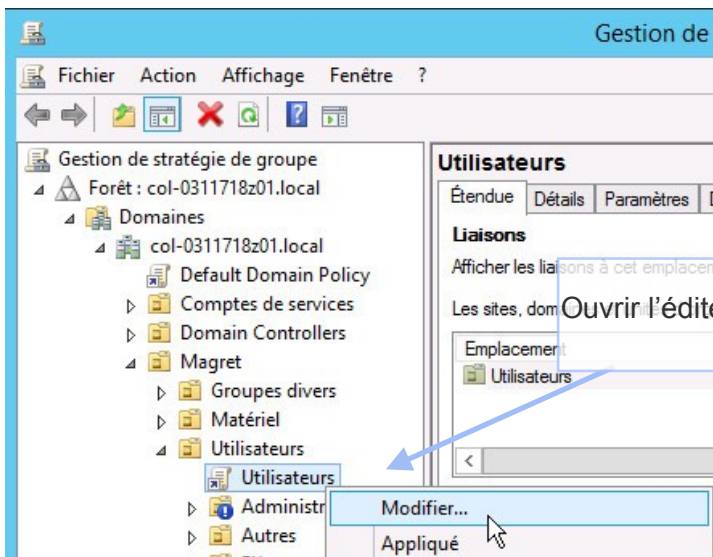 Gestion de
Fichier Action Affichage Fenêtre ?
Gestion de stratégie de groupe
Forêt : col-0311718z01.local
Domaines
col-0311718z01.local
Default Domain Policy
Comptes de services
Domain Controllers
Magret
Groupes divers
Matériel
Utilisateurs
Utilisateurs
Administr
Autres
Modifier...
Appliqué
Utilisateurs
Étendue Détails Paramètres
Liaisons
Afficher les liaisons à cet emplacem
Les sites, dom
Ouvrir l’édite
Emplacement
Utilisateurs